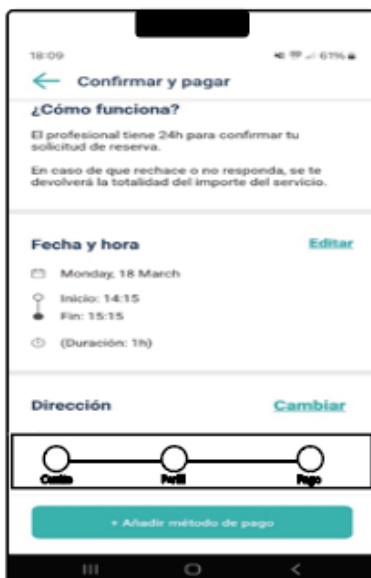 18:09
61%
Confirmar y pagar
¿Cómo funciona?
El profesional tiene 24h para confirmar tu
solicitud de reserva.
En caso de que rechace o no responda, se te
devolverá la totalidad del importe del servicio.
Fecha y hora
Editar
Monday, 18 March
Inicio: 14:15
Fin: 15:15
(Duración: 1h)
Dirección
Cambiar
Perfil
Pago
+ Añadir método de pago